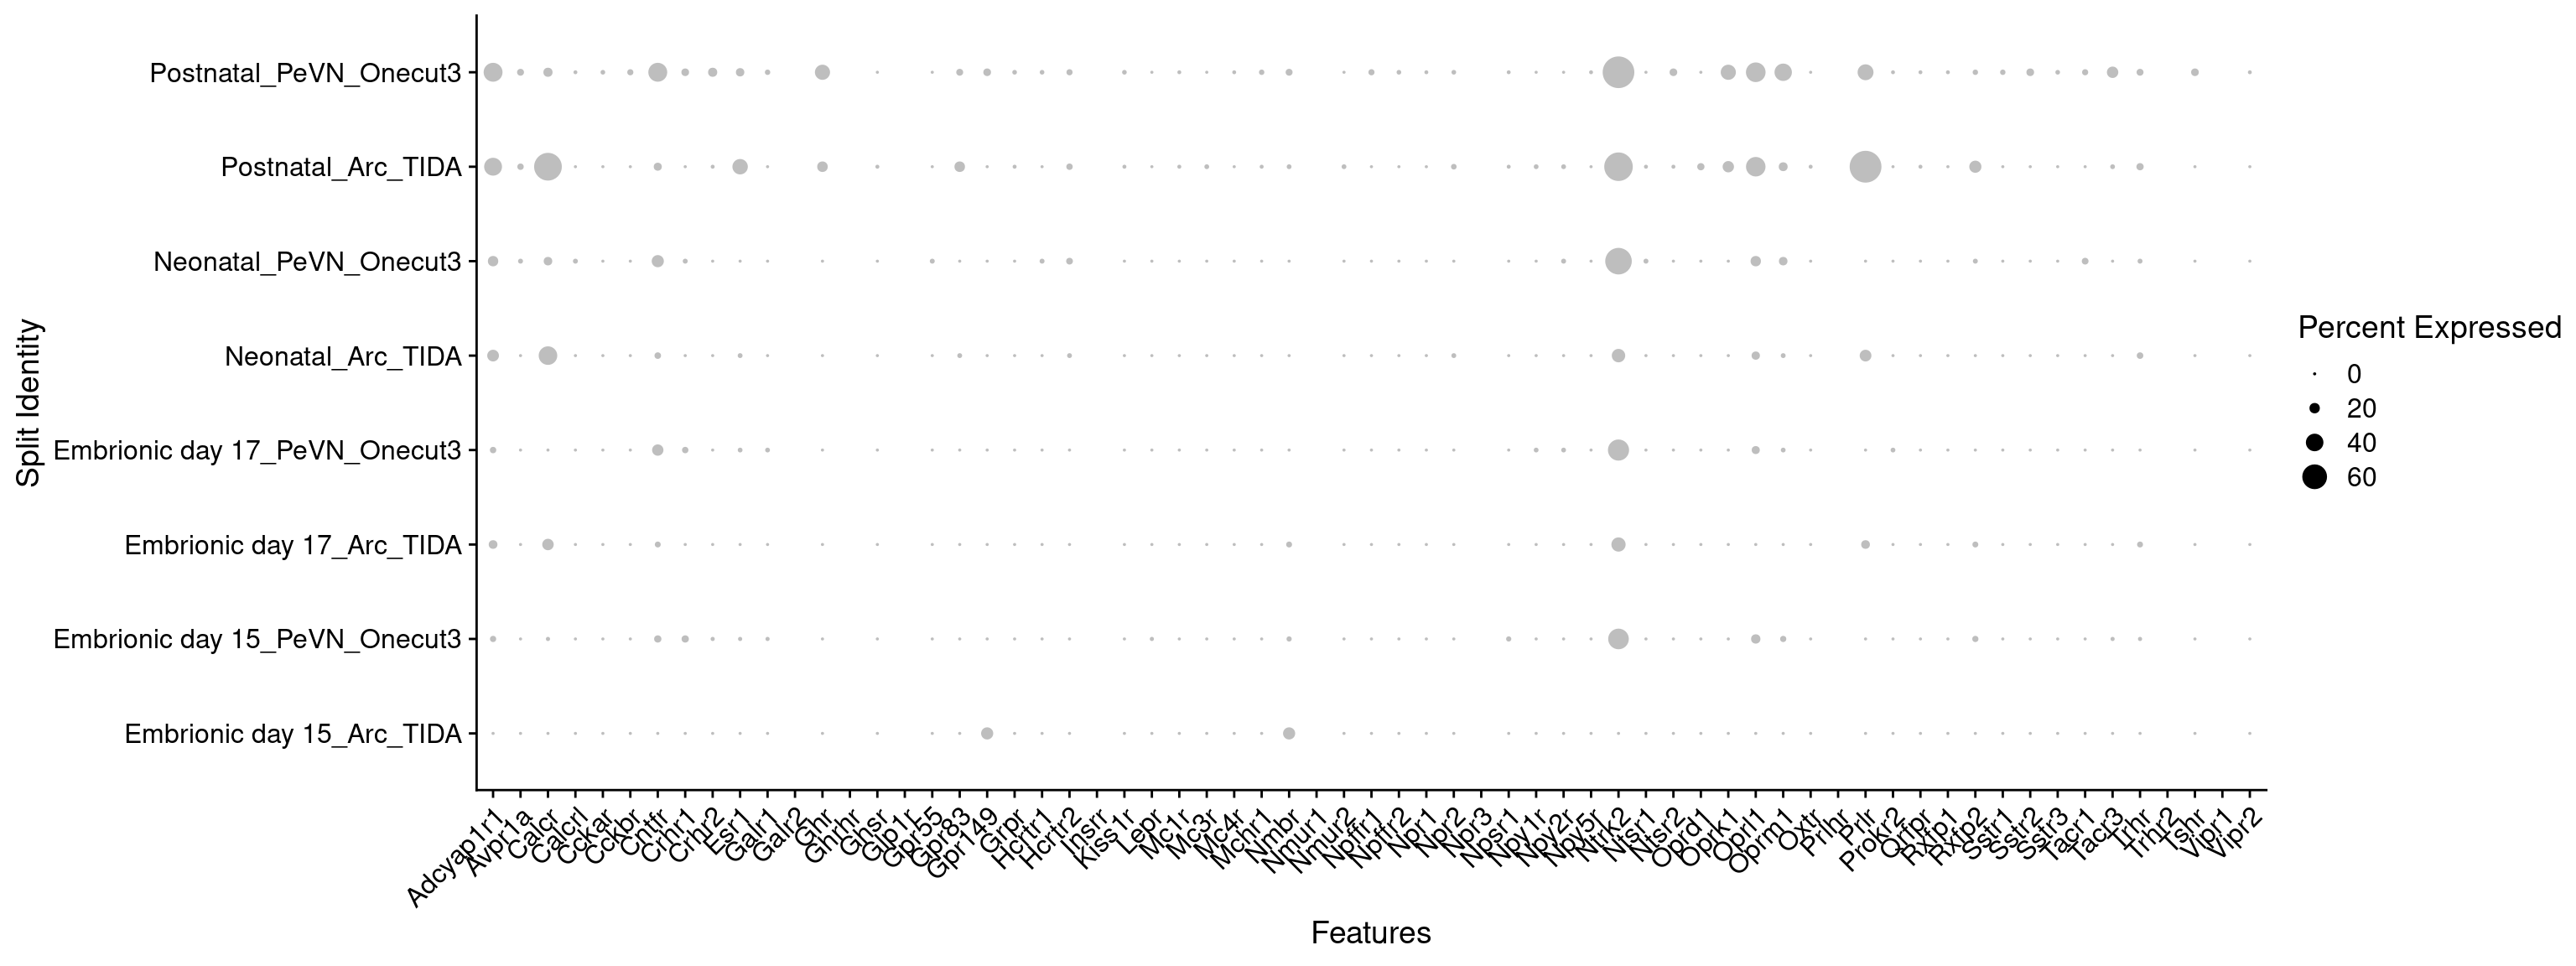 Split Identity
Postnatal_PeVN_Onecut3
Postnatal_Arc_TIDA
Neonatal_PeVN_Onecut3
Neonatal_Arc_TIDA
Embrionic day 17_PeVN_Onecut3
Embrionic day 17_Arc_TIDA
Embrionic day 15_PeVN_Onecut3
Embrionic day 15_Arc_TIDA
Adcyap1r1
Avpr1a
Calcr
Calcrl
Cckar
Cckbr
Cntfr
Crhr1
Crhr2
Esr1
Galr1
Galr2
Ghr
Ghrhr
Ghsr
Glp1r
Gpr55
Gpr83
Gpr149
Grpr
Hcrtr1
Hcrtr2
Insrr
Kiss1r
Lepr
Mc1r
Mc3r
Mc4r
Mchr1
Nmbr
Nmur1
Nmur2
Npffr1
Npffr2
Npr1
Npr2
Npr3
Npsr1
Npy1r
Npy2r
Npy5r
Ntrk2
Ntsr1
Ntsr2
Oprd1
Oprk1
Oprl1
Oprm1
Oxtr
Prlhr
Prlr
Prokr2
Qrfpr
Rxfp1
Rxfp2
Sstr1
Sstr2
Sstr3
Tacr1
Tacr3
Trhr
Trhr2
Tshr
Vipr1
Vipr2
Features
Percent Expressed
0
20
40
60